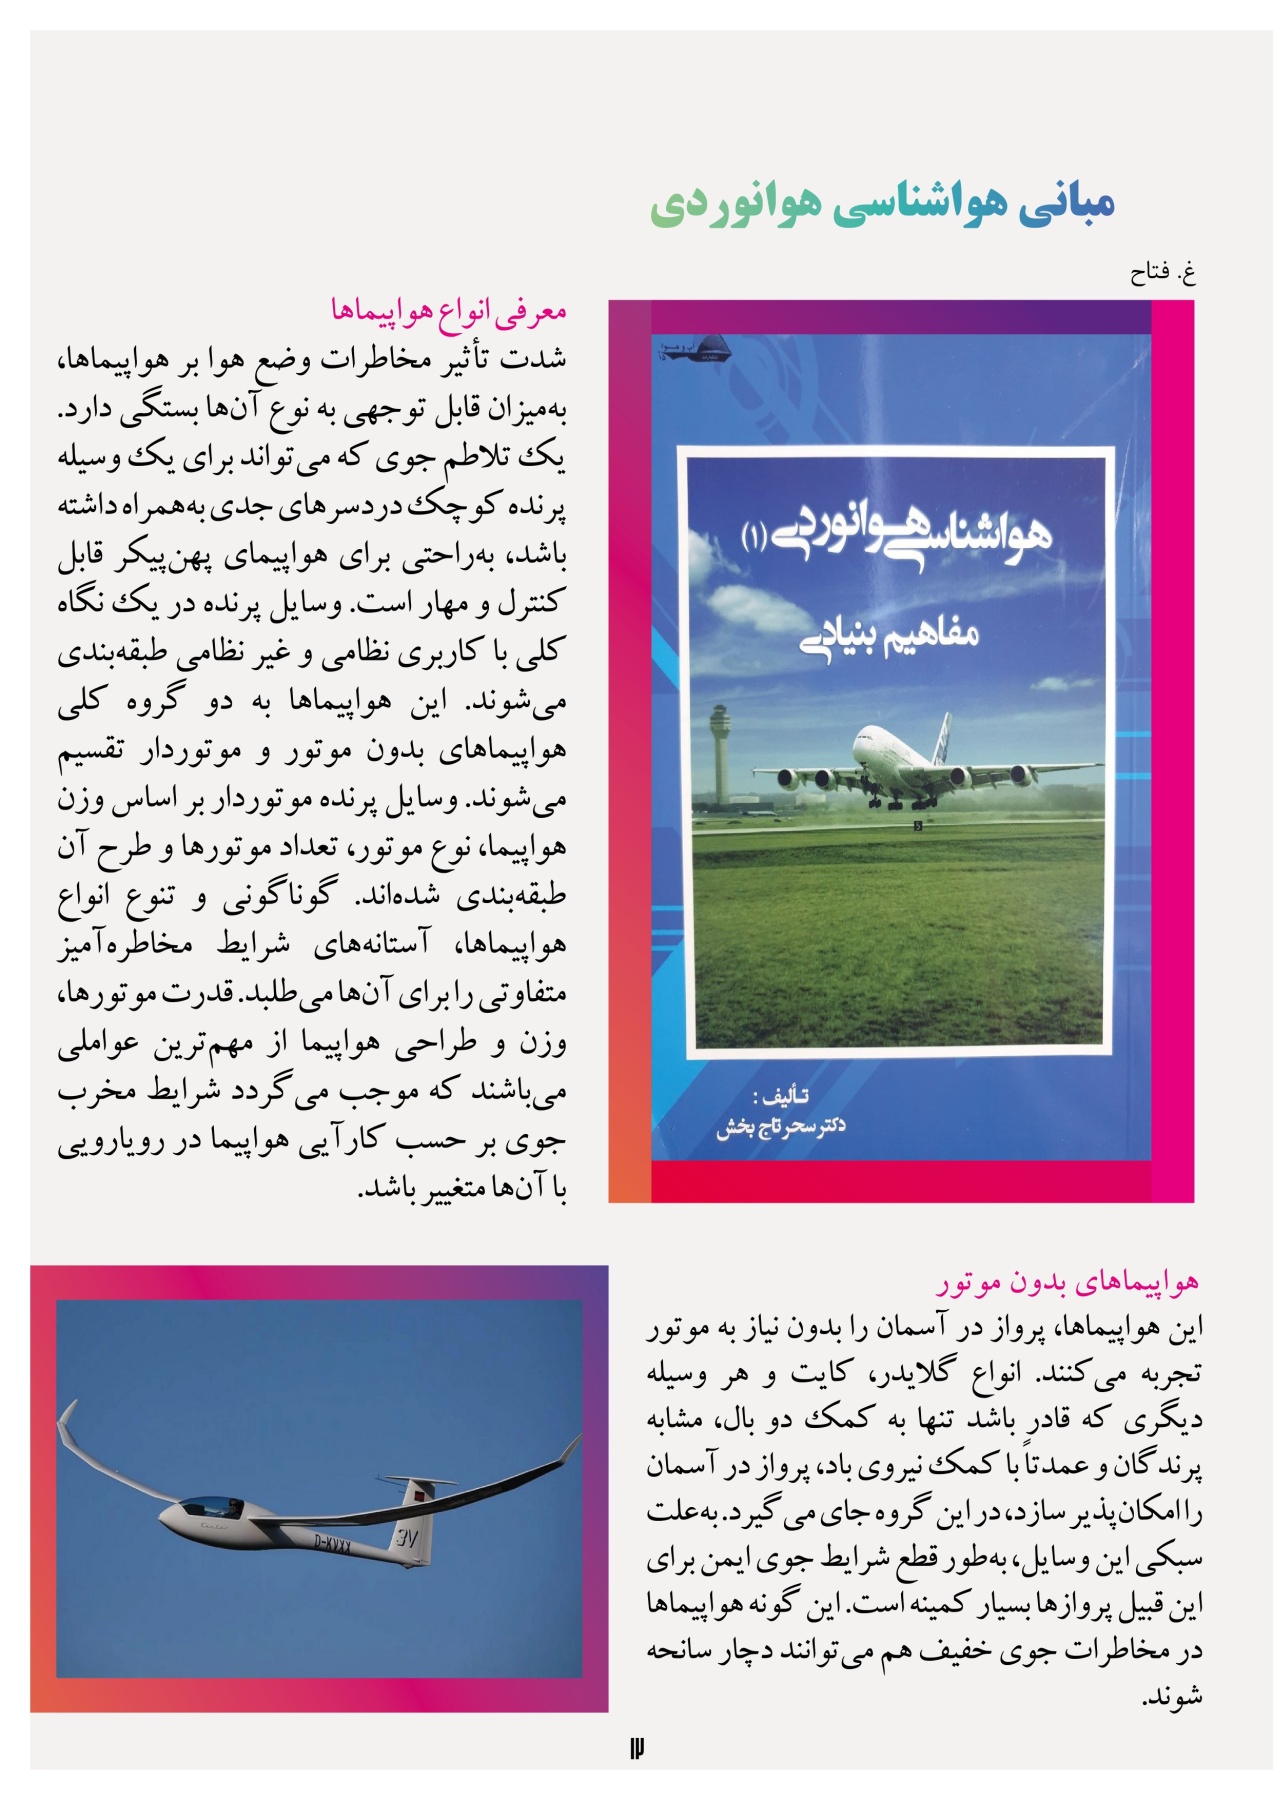 مبانی هواشناسی هوانوردی
غ. فتاح
هواشناسی هوانوردی (۱)
مفاهیم بنیادی
تألیف :
دکتر سحر تاج بخش
معرفی انواع هواپیماها
شدت تأثیر مخاطرات وضع هوا بر هواپیماها،
به‌میزان قابل توجهی به نوع آن‌ها بستگی دارد.
یک تلاطم جوی که می‌تواند برای یک وسیله
پرنده کوچک دردسرهای جدی به‌همراه داشته
باشد، به‌راحتی برای هواپیمای پهن‌پیکر قابل
کنترل و مهار است. وسایل پرنده در یک نگاه
کلی با کاربری نظامی و غیر نظامی طبقه‌بندی
می‌شوند. این هواپیماها به دو گروه کلی
هواپیماهای بدون موتور و موتوردار تقسیم
می‌شوند. وسایل پرنده موتوردار بر اساس وزن
هواپیما، نوع موتور، تعداد موتورها و طرح آن
طبقه‌بندی شده‌اند. گوناگونی و تنوع انواع
هواپیماها، آستانه‌های شرایط مخاطره‌آمیز
متفاوتی را برای آن‌ها می‌طلبد. قدرت موتورها،
وزن و طراحی هواپیما از مهم‌ترین عواملی
می‌باشند که موجب می‌گردد شرایط مخرب
جوی بر حسب کارآیی هواپیما در رویارویی
با آن‌ها متغییر باشد.
هواپیماهای بدون موتور
این هواپیماها، پرواز در آسمان را بدون نیاز به موتور
تجربه می‌کنند. انواع گلایدر، کایت و هر وسیله
دیگری که قادر باشد تنها به کمک دو بال، مشابه
پرندگان و عمدتاً با کمک نیروی باد، پرواز در آسمان
را امکان‌پذیر سازد، در این گروه جای می‌گیرد. به‌علت
سبکی این وسایل، به‌طور قطع شرایط جوی ایمن برای
این قبیل پروازها بسیار کمینه است. این گونه هواپیماها
در مخاطرات جوی خفیف هم می‌توانند دچار سانحه
شوند.
D-KVXX
3V
۱۲